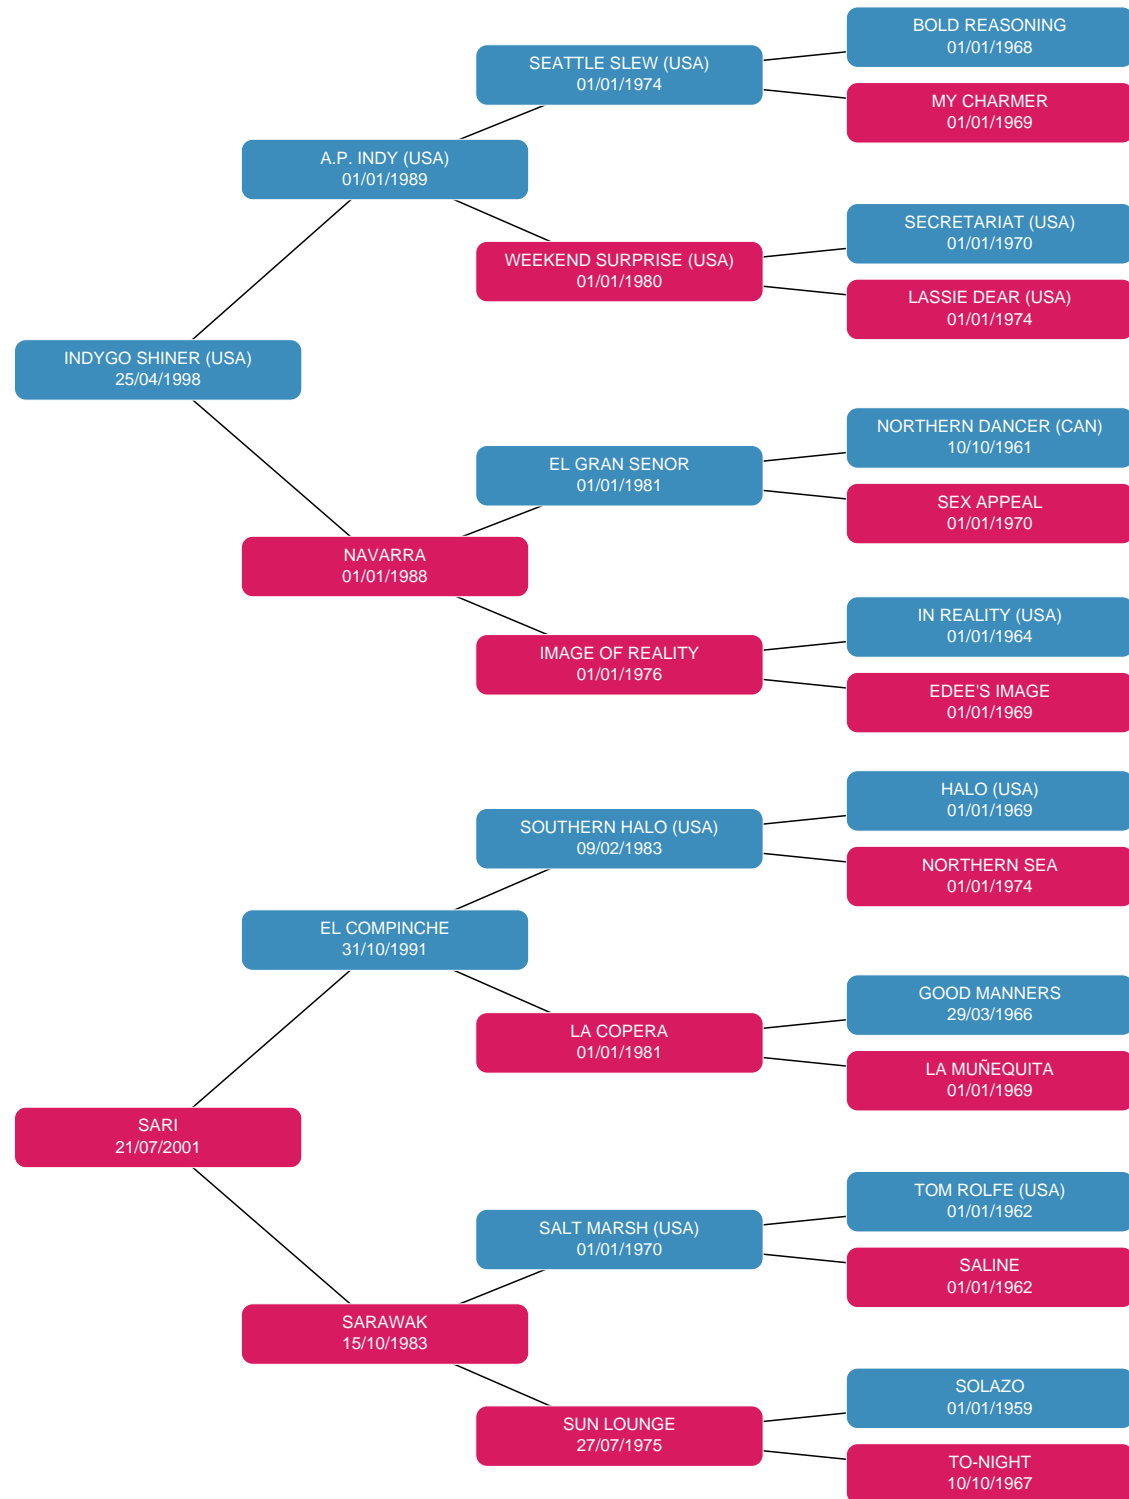 BOLD REASONING
01/01/1968
SEATTLE SLEW (USA)
01/01/1974
MY CHARMER
01/01/1969
A.P. INDY (USA)
01/01/1989
SECRETARIAT (USA)
01/01/1970
WEEKEND SURPRISE (USA)
01/01/1980
LASSIE DEAR (USA)
01/01/1974
INDYGO SHINER (USA)
25/04/1998
NORTHERN DANCER (CAN)
10/10/1961
EL GRAN SENOR
01/01/1981
SEX APPEAL
01/01/1970
NAVARRA
01/01/1988
IN REALITY (USA)
01/01/1964
IMAGE OF REALITY
01/01/1976
EDEE'S IMAGE
01/01/1969
HALO (USA)
01/01/1969
SOUTHERN HALO (USA)
09/02/1983
NORTHERN SEA
01/01/1974
EL COMPINCHE
31/10/1991
GOOD MANNERS
29/03/1966
LA COPERA
01/01/1981
LA MUÑEQUITA
01/01/1969
SARI
21/07/2001
TOM ROLFE (USA)
01/01/1962
SALT MARSH (USA)
01/01/1970
SALINE
01/01/1962
SARAWAK
15/10/1983
SOLAZO
01/01/1959
SUN LOUNGE
27/07/1975
TO-NIGHT
10/10/1967